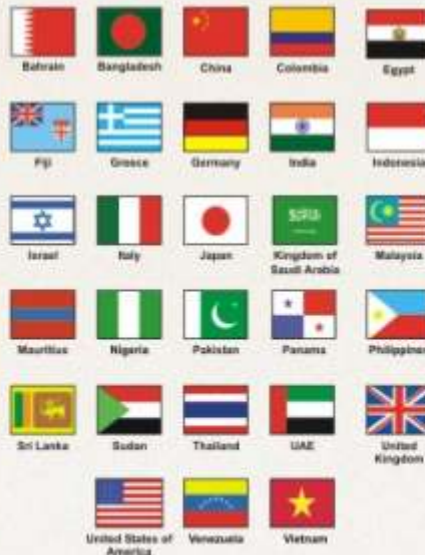 Bahrain Bangladesh China Colombia Egypt
Fiji Greece Germany India Indonesia
Israel Italy Japan Kingdom of Saudi Arabia Malaysia
Mauritius Nigeria Pakistan Panama Philippines
Sri Lanka Sudan Thailand UAE United Kingdom
United States of America Venezuela Vietnam